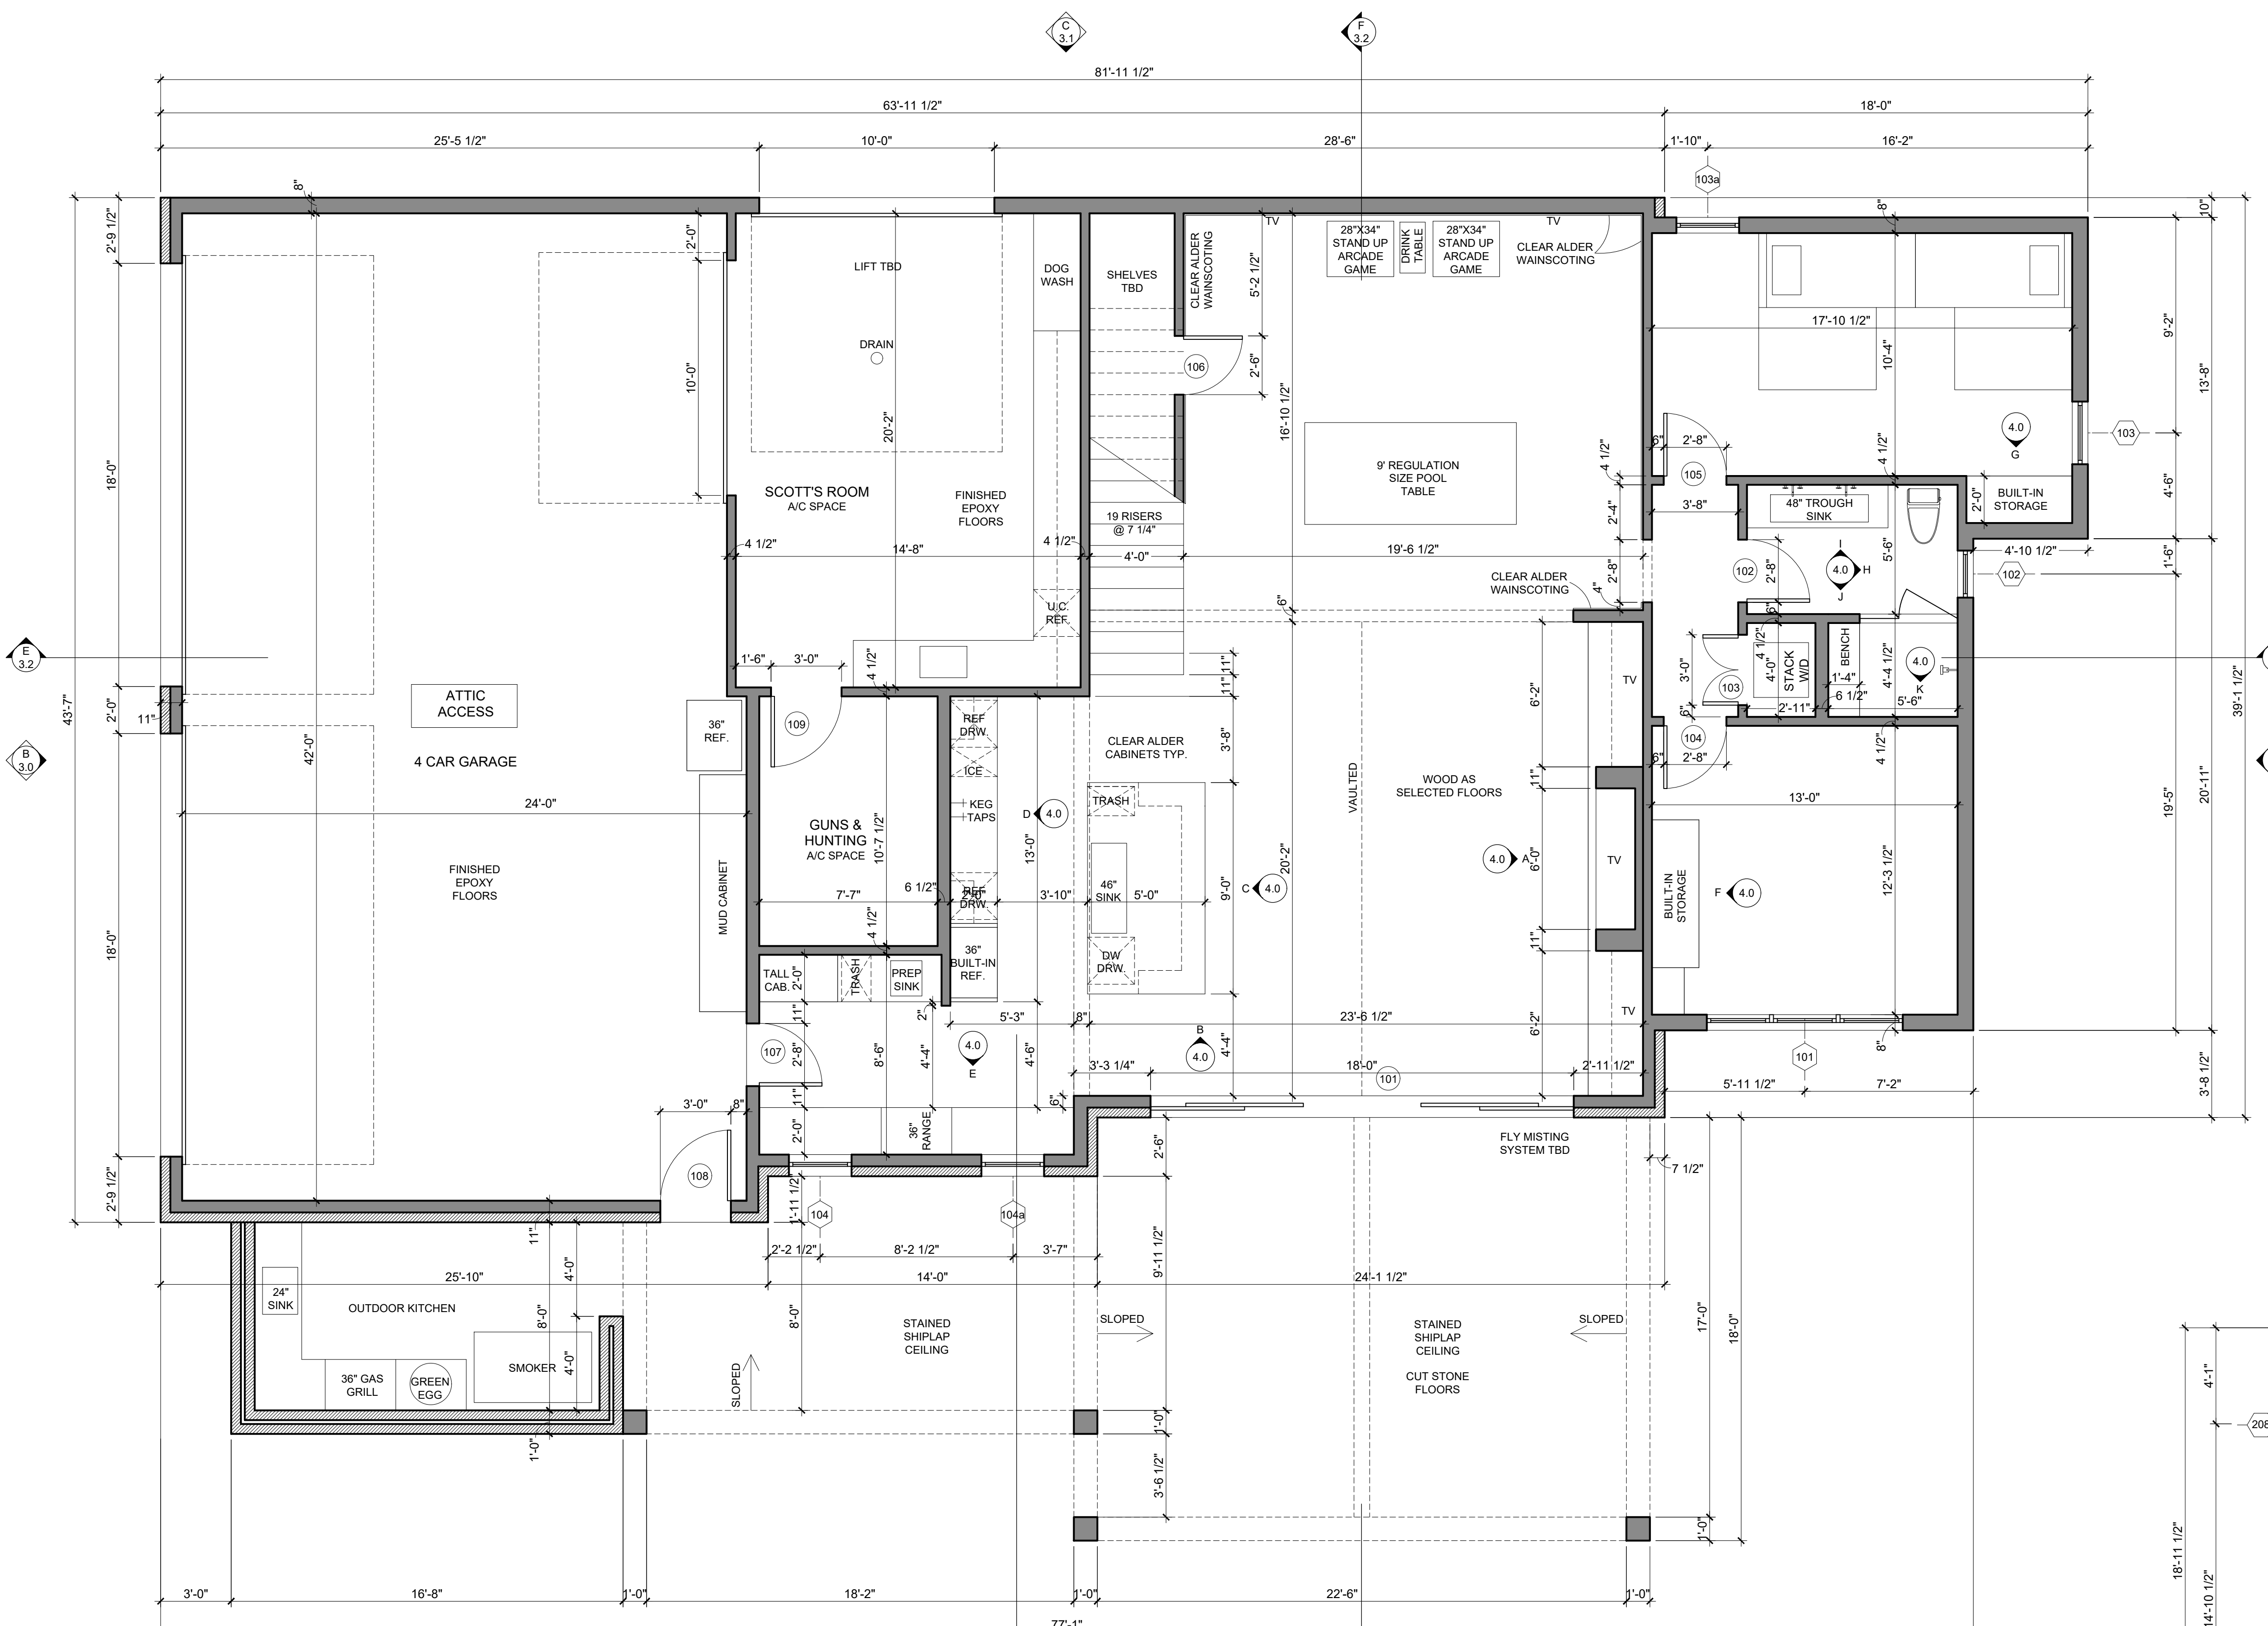 C
3.1
F
3.2
81'-11 1/2"
63'-11 1/2"
18'-0"
25'-5 1/2"
10'-0"
28'-6"
1'-10"
16'-2"
103a
8"
8"
10"
2'-9 1/2"
2'-0"
LIFT TBD
DOG
WASH
SHELVES
TBD
CLEAR ALDER
WAINSCOTING
5'-2 1/2"
TV
28"X34"
STAND UP
ARCADE
GAME
DRINK
TABLE
28"X34"
STAND UP
ARCADE
GAME
TV
CLEAR ALDER
WAINSCOTING
17'-10 1/2"
10'-4"
9'-2"
13'-8"
DRAIN
10'-0"
106
2'-6"
16'-10 1/2"
20'-2"
18'-0"
9' REGULATION
SIZE POOL
TABLE
4 1/2"
6"
2'-8"
105
4 1/2"
4.0
G
103
SCOTT'S ROOM
A/C SPACE
FINISHED
EPOXY
FLOORS
19 RISERS
@ 7 1/4"
2'-4"
3'-8"
48" TROUGH
SINK
2'-0"
BUILT-IN
STORAGE
4'-6"
4 1/2"
14'-8"
4 1/2"
4'-0"
19'-6 1/2"
4'-10 1/2"
CLEAR ALDER
WAINSCOTING
2'-8"
4"
102
2'-8"
6"
I
4.0
H
J
5'-6"
102
1'-6"
U.C.
REF.
6"
E
3.2
1'-6"
3'-0"
4 1/2"
11"
11"
6'-2"
TV
3'-0"
103
6"
4 1/2"
4'-0"
STACK
W/D
BENCH
1'-4"
6 1/2"
2'-11"
4'-4 1/2"
4.0
K
5'-6"
39'-1 1/2"
43'-7"
2'-0"
11"
ATTIC
ACCESS
42'-0"
36"
REF.
109
REF
DRW.
ICE
CLEAR ALDER
CABINETS TYP.
3'-8"
104
6"
2'-8"
4 1/2"
B
3.0
4 CAR GARAGE
24'-0"
KEG
TAPS
D
4.0
TRASH
VAULTED
WOOD AS
SELECTED FLOORS
11"
13'-0"
20'-11"
19'-5"
GUNS &
HUNTING
A/C SPACE
10'-7 1/2"
13'-0"
MUD CABINET
FINISHED
EPOXY
FLOORS
7'-7"
6 1/2"
REF
DRW.
2'-0"
3'-10"
46"
SINK
5'-0"
9'-0"
C
4.0
20'-2"
4.0
A
6'-0"
TV
BUILT-IN
STORAGE
F
4.0
12'-3 1/2"
18'-0"
4 1/2"
36"
BUILT-IN
REF.
DW
DRW.
11"
TALL
CAB.
2'-0"
TRASH
PREP
SINK
11"
2"
5'-3"
8"
23'-6 1/2"
6'-2"
TV
107
2'-8"
8'-6"
4'-4"
4.0
E
4'-6"
B
4.0
4'-4"
3'-3 1/4"
18'-0"
101
2'-11 1/2"
101
8"
5'-11 1/2"
7'-2"
3'-8 1/2"
3'-0"
8"
11"
6"
2'-0"
36"
RANGE
2'-6"
FLY MISTING
SYSTEM TBD
7 1/2"
2'-9 1/2"
108
1'-11 1/2"
104
104a
11"
2'-2 1/2"
8'-2 1/2"
3'-7"
9'-11 1/2"
25'-10"
14'-0"
24'-1 1/2"
4'-0"
24"
SINK
OUTDOOR KITCHEN
8'-0"
8'-0"
STAINED
SHIPLAP
CEILING
SLOPED
STAINED
SHIPLAP
CEILING
SLOPED
17'-0"
18'-0"
CUT STONE
FLOORS
36" GAS
GRILL
GREEN
EGG
SMOKER
4'-0"
SLOPED
4'-1"
208
1'-0"
1'-0"
3'-6 1/2"
1'-0"
18'-11 1/2"
14'-10 1/2"
3'-0"
16'-8"
1'-0"
18'-2"
1'-0"
22'-6"
1'-0"
77'-1"